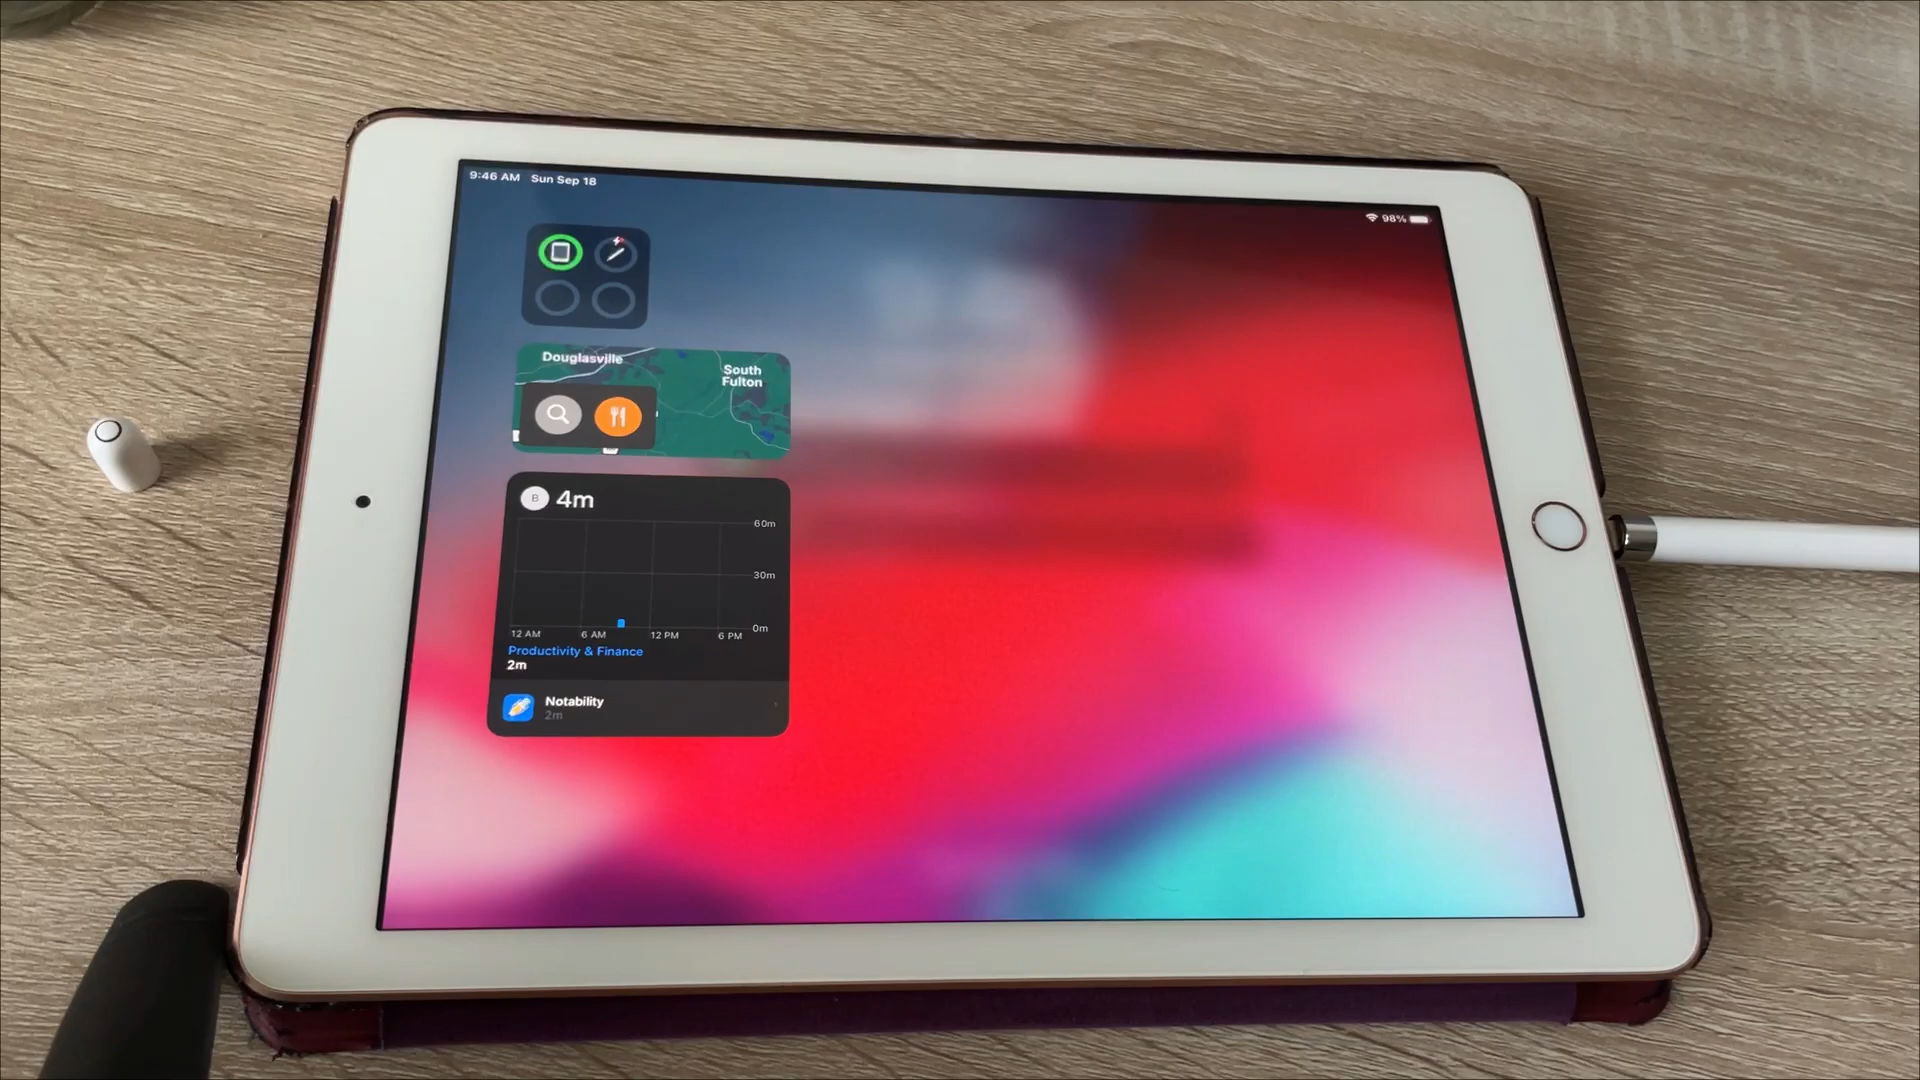 9:46 AM Sun Sep 18
98%
Douglasville
South
Fulton
B 4m
60m
30m
0m
12 AM 6 AM 12 PM 6 PM
Productivity & Finance
2m
Notability
2m